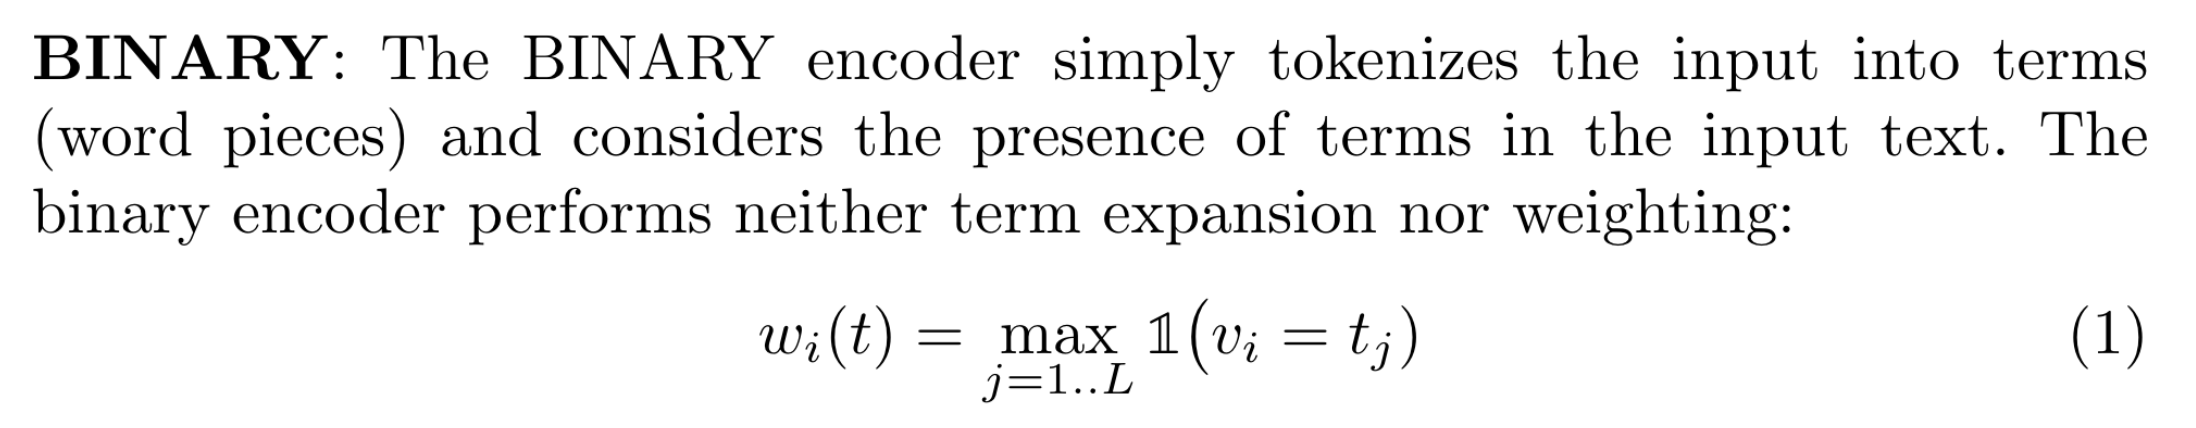 BINARY: The BINARY encoder simply tokenizes the input into terms
(word pieces) and considers the presence of terms in the input text. The
binary encoder performs neither term expansion nor weighting:
w_i(t) = max_{j=1..L} 𝟙(v_i = t_j) (1)